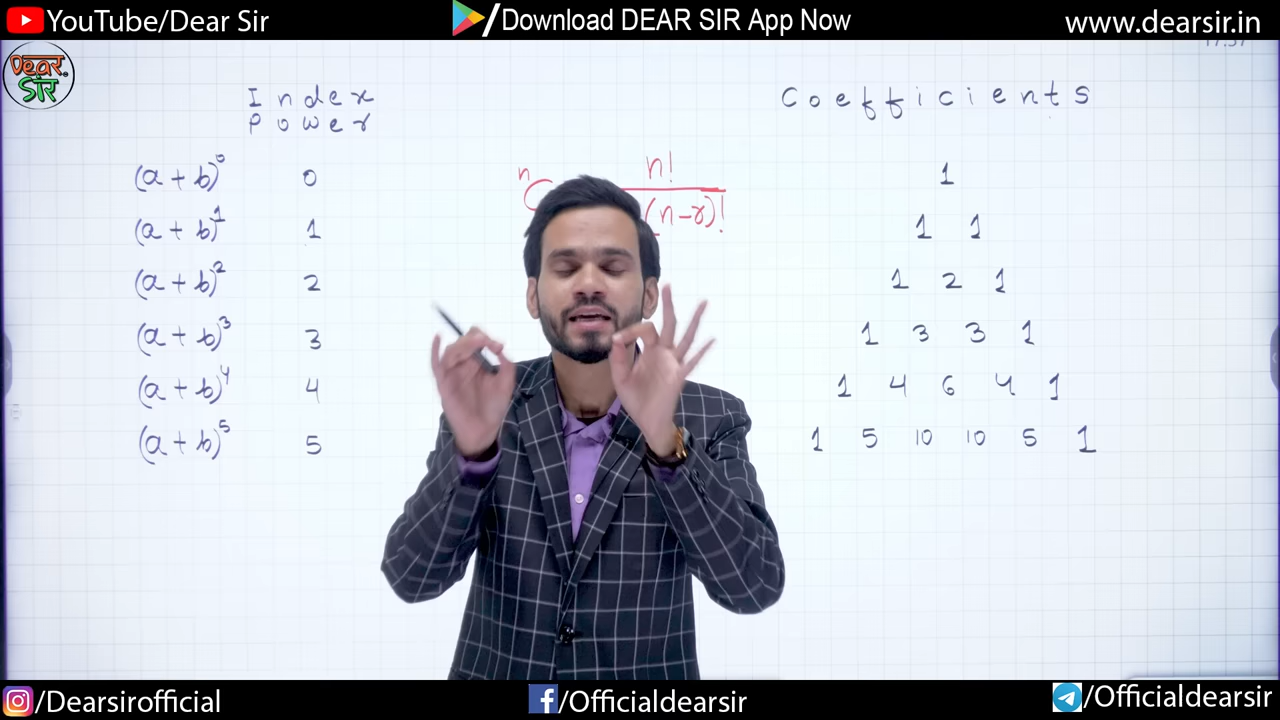 YouTube/Dear Sir
/Download DEAR SIR App Now
www.dearsir.in
Dear Sir
Index Power
Coefficients
n!
(n-r)!
(a + b)^0 0 1
(a + b)^1 1 1 1
(a + b)^2 2 1 2 1
(a + b)^3 3 1 3 3 1
(a + b)^4 4 1 4 6 4 1
(a + b)^5 5 1 5 10 10 5 1
/Dearsirofficial
/Officialdearsir
/Officialdearsir